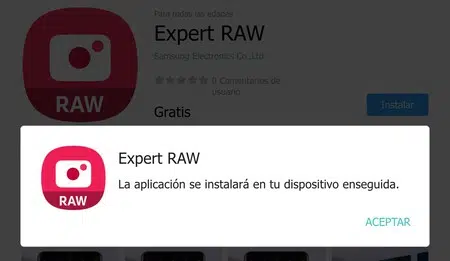 Para todas las edades
Expert RAW
Samsung Electronics Co.,Ltd.
0 Comentarios de
usuario
RAW
Gratis
Instalar
Expert RAW
La aplicación se instalará en tu dispositivo enseguida.
RAW
ACEPTAR